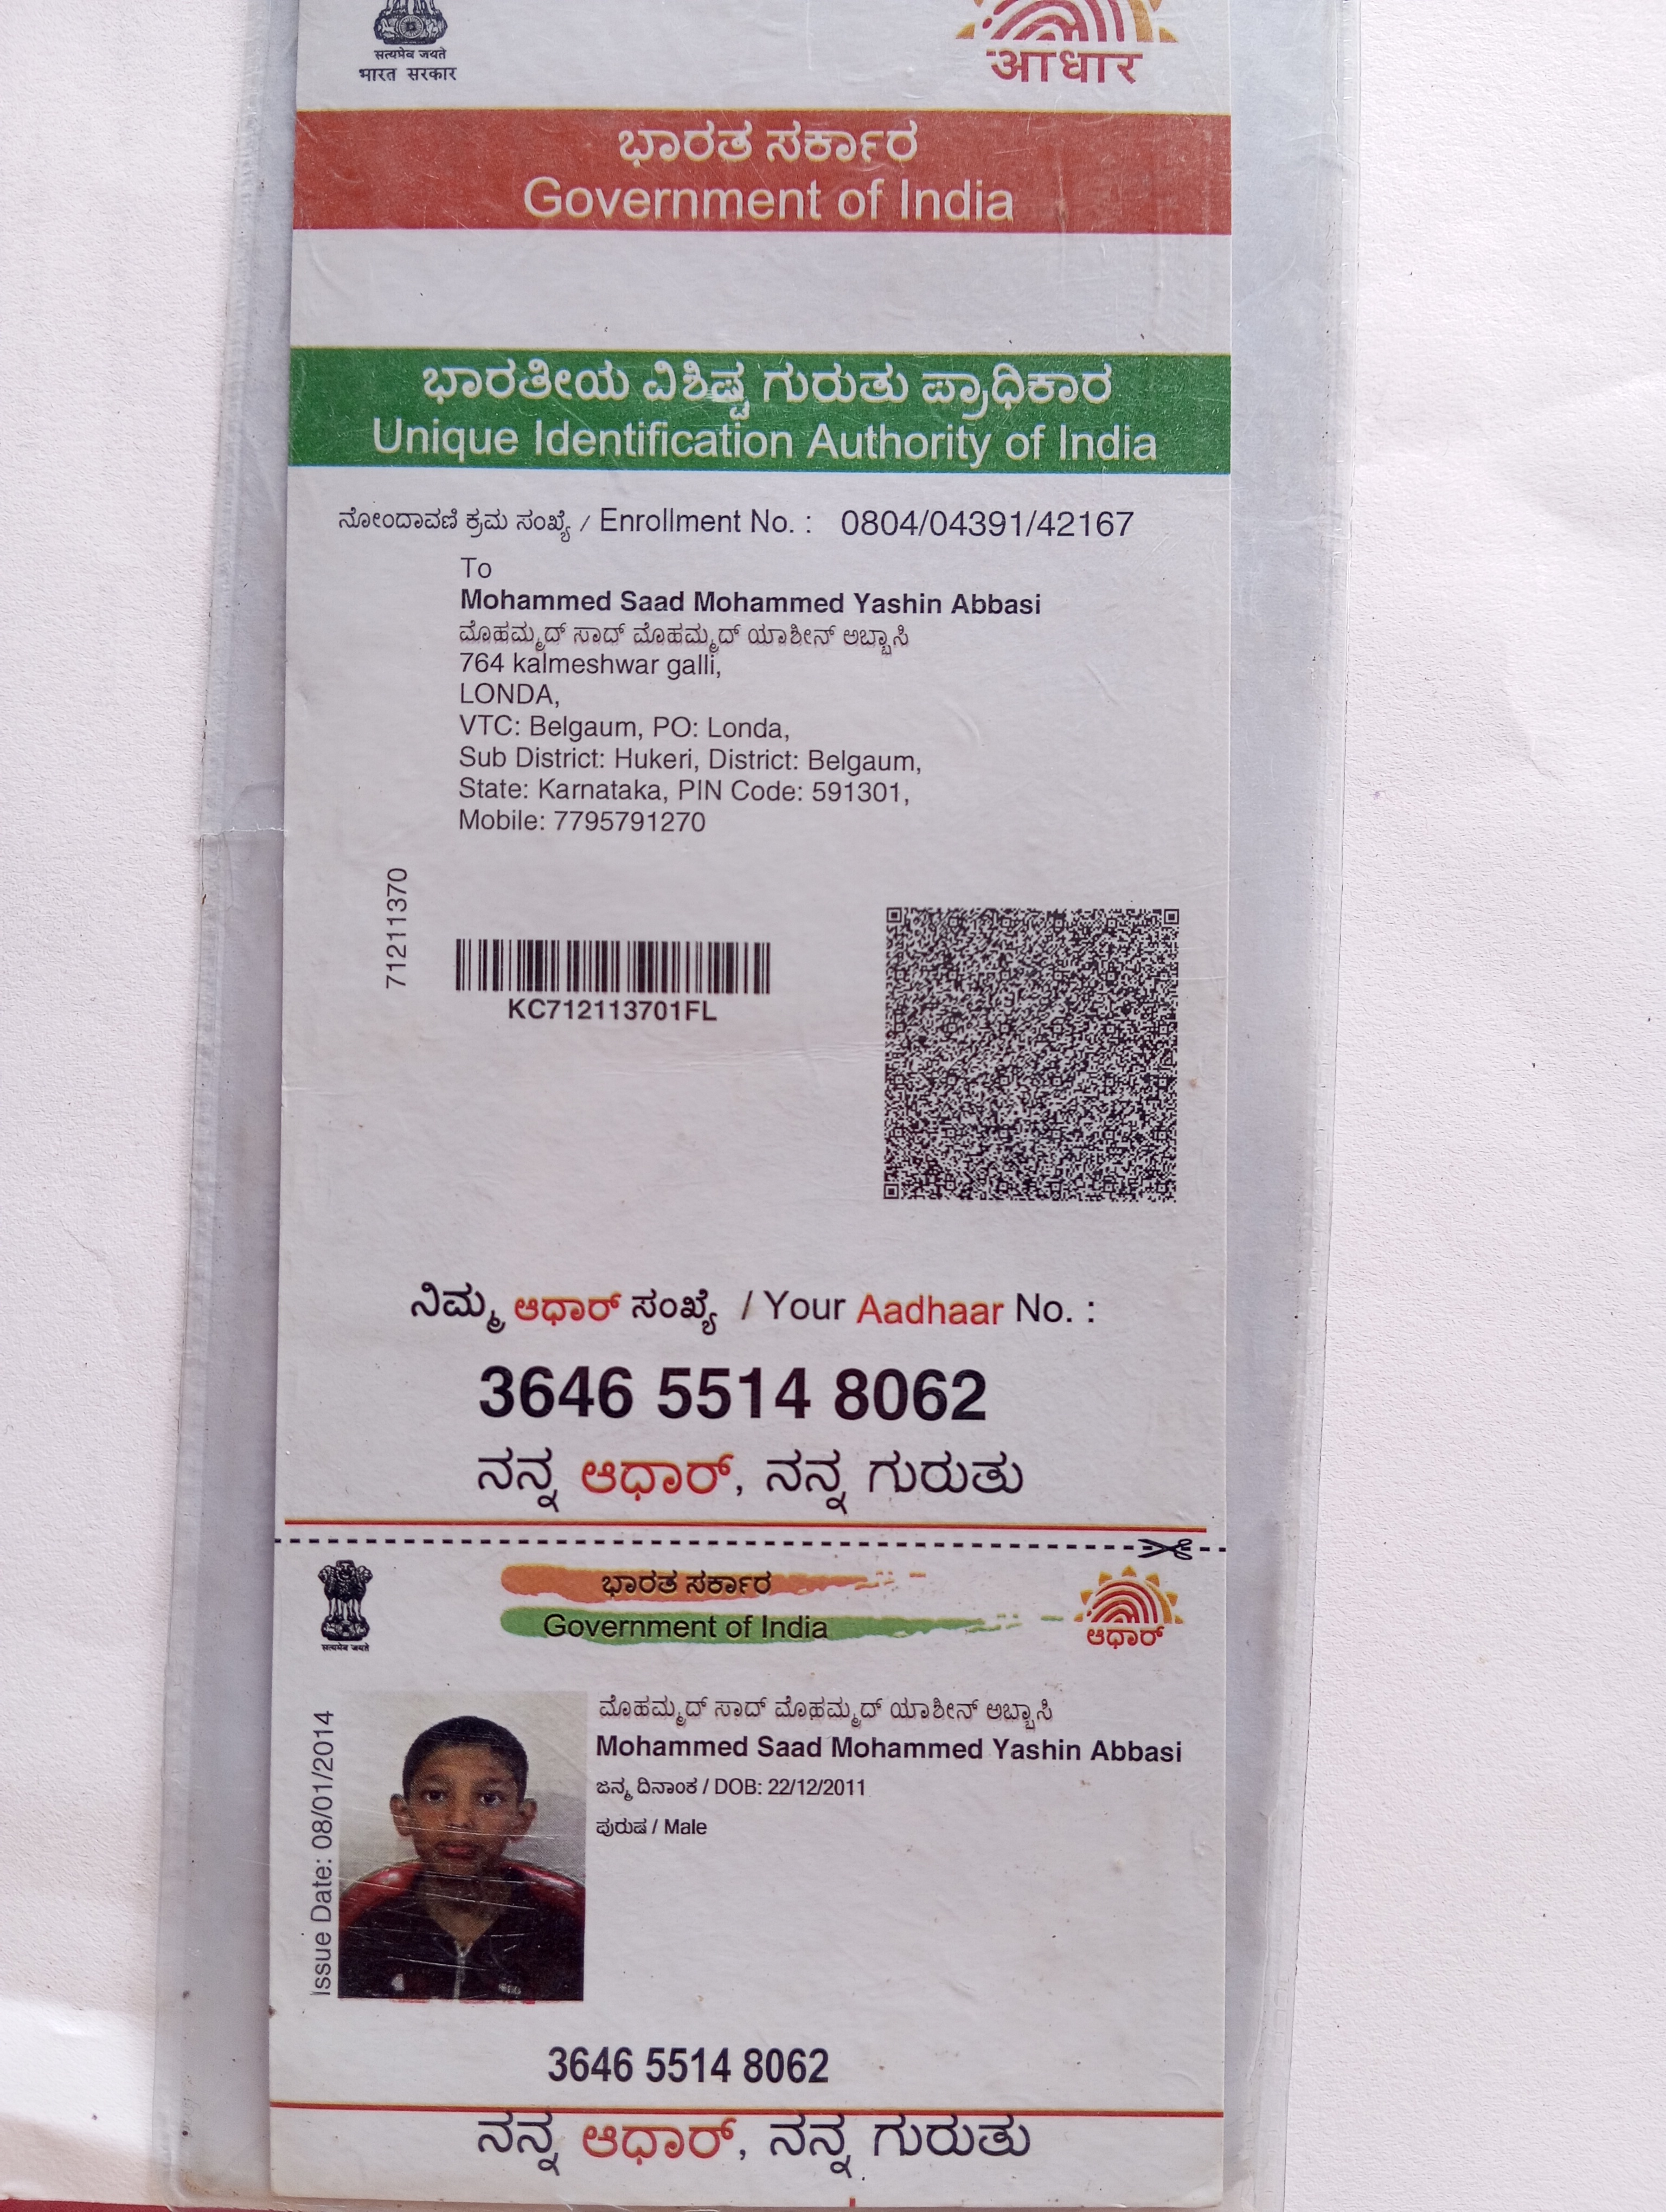 सत्यमेव जयते
भारत सरकार
आधार
ಭಾರತ ಸರ್ಕಾರ
Government of India
ಭಾರತೀಯ ವಿಶಿಷ್ಟ ಗುರುತು ಪ್ರಾಧಿಕಾರ
Unique Identification Authority of India
ನೋಂದಾವಣಿ ಕ್ರಮ ಸಂಖ್ಯೆ / Enrollment No. : 0804/04391/42167
To
Mohammed Saad Mohammed Yashin Abbasi
ಮೊಹಮ್ಮದ್ ಸಾದ್ ಮೊಹಮ್ಮದ್ ಯಾಶೀನ್ ಅಬ್ಬಾಸಿ
764 kalmeshwar galli,
LONDA,
VTC: Belgaum, PO: Londa,
Sub District: Hukeri, District: Belgaum,
State: Karnataka, PIN Code: 591301,
Mobile: 7795791270
71211370
KC712113701FL
ನಿಮ್ಮ ಆಧಾರ್ ಸಂಖ್ಯೆ / Your Aadhaar No. :
3646 5514 8062
ನನ್ನ ಆಧಾರ್, ನನ್ನ ಗುರುತು
सत्यमेव जयते
ಭಾರತ ಸರ್ಕಾರ
Government of India
ಆಧಾರ್
Issue Date: 08/01/2014
ಮೊಹಮ್ಮದ್ ಸಾದ್ ಮೊಹಮ್ಮದ್ ಯಾಶೀನ್ ಅಬ್ಬಾಸಿ
Mohammed Saad Mohammed Yashin Abbasi
ಜನ್ಮ ದಿನಾಂಕ / DOB: 22/12/2011
ಪುರುಷ / Male
3646 5514 8062
ನನ್ನ ಆಧಾರ್, ನನ್ನ ಗುರುತು